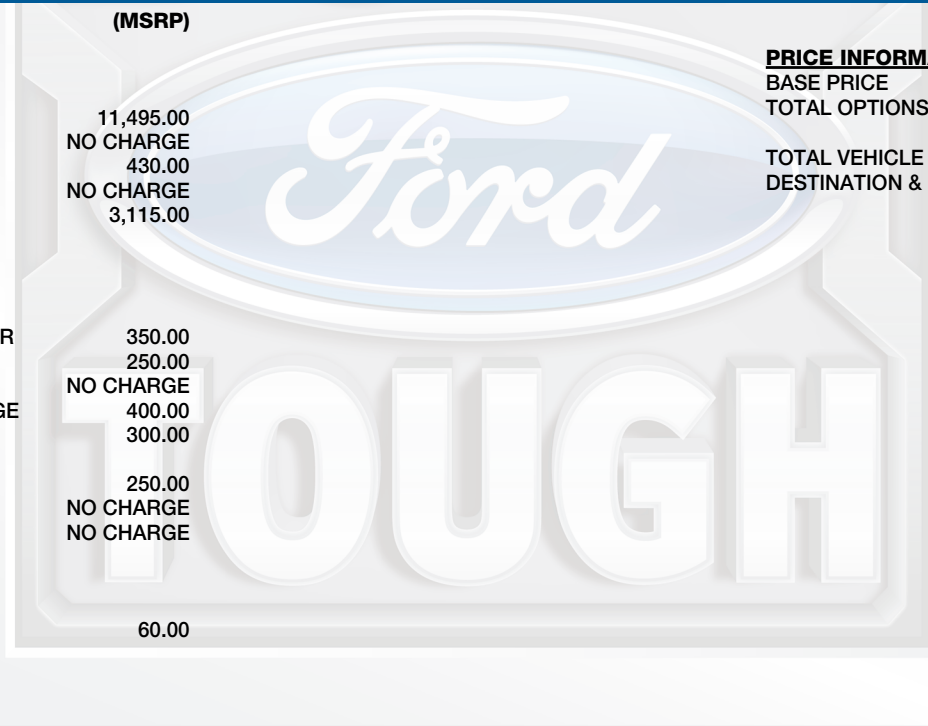 (MSRP)
11,495.00
NO CHARGE
430.00
NO CHARGE
3,115.00
R 350.00
250.00
NO CHARGE
GE 400.00
300.00
250.00
NO CHARGE
NO CHARGE
60.00
PRICE INFORMA
BASE PRICE
TOTAL OPTIONS
TOTAL VEHICLE
DESTINATION &
Ford
TOUGH